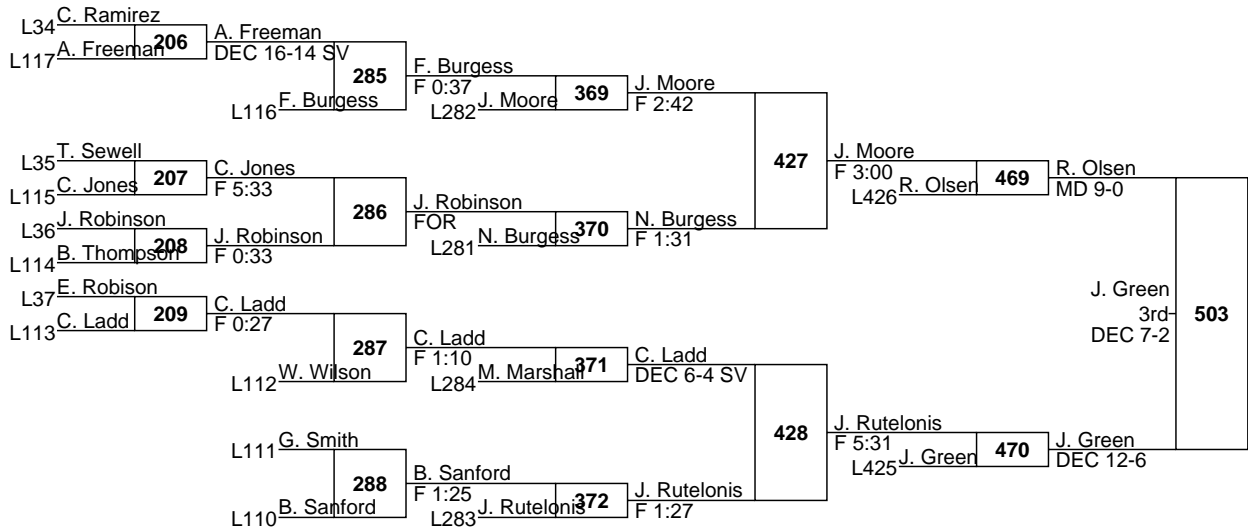 L34 C. Ramirez
206
L117 A. Freeman
A. Freeman
DEC 16-14 SV
285
L116 F. Burgess
F. Burgess
F 0:37
369
L282 J. Moore
J. Moore
F 2:42
L35 T. Sewell
207
L115 C. Jones
C. Jones
F 5:33
286
L36 J. Robinson
208
L114 B. Thompson
J. Robinson
F 0:33
J. Robinson
FOR
370
L281 N. Burgess
N. Burgess
F 1:31
427
J. Moore
F 3:00
469
L426 R. Olsen
R. Olsen
MD 9-0
L37 E. Robison
209
L113 C. Ladd
C. Ladd
F 0:27
287
L112 W. Wilson
C. Ladd
F 1:10
371
L284 M. Marshall
C. Ladd
DEC 6-4 SV
L111 G. Smith
288
L110 B. Sanford
B. Sanford
F 1:25
372
L283 J. Rutelonis
J. Rutelonis
F 1:27
428
J. Rutelonis
F 5:31
470
L425 J. Green
J. Green
DEC 12-6
503
J. Green
3rd
DEC 7-2